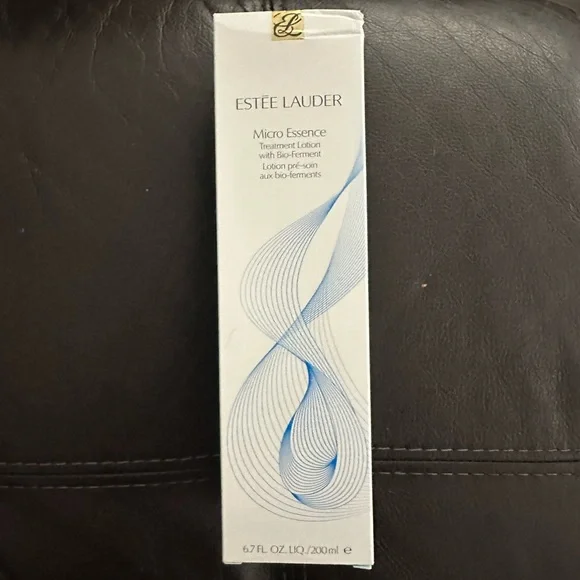 EL
ESTĒE LAUDER
Micro Essence
Treatment Lotion
with Bio-Ferment
Lotion pré-soin
aux bio-ferments
6.7 FL. OZ. LIQ./200 ml ℮